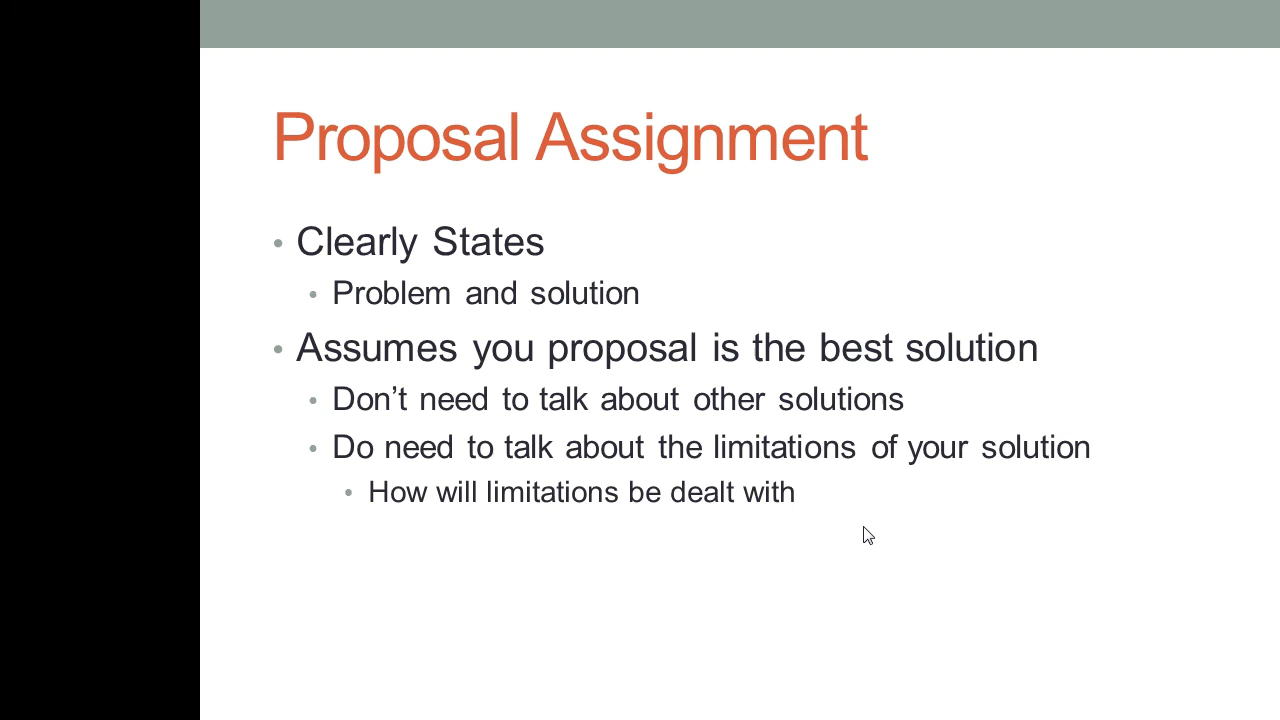 Proposal Assignment
• Clearly States
• Problem and solution
• Assumes you proposal is the best solution
• Don’t need to talk about other solutions
• Do need to talk about the limitations of your solution
• How will limitations be dealt with